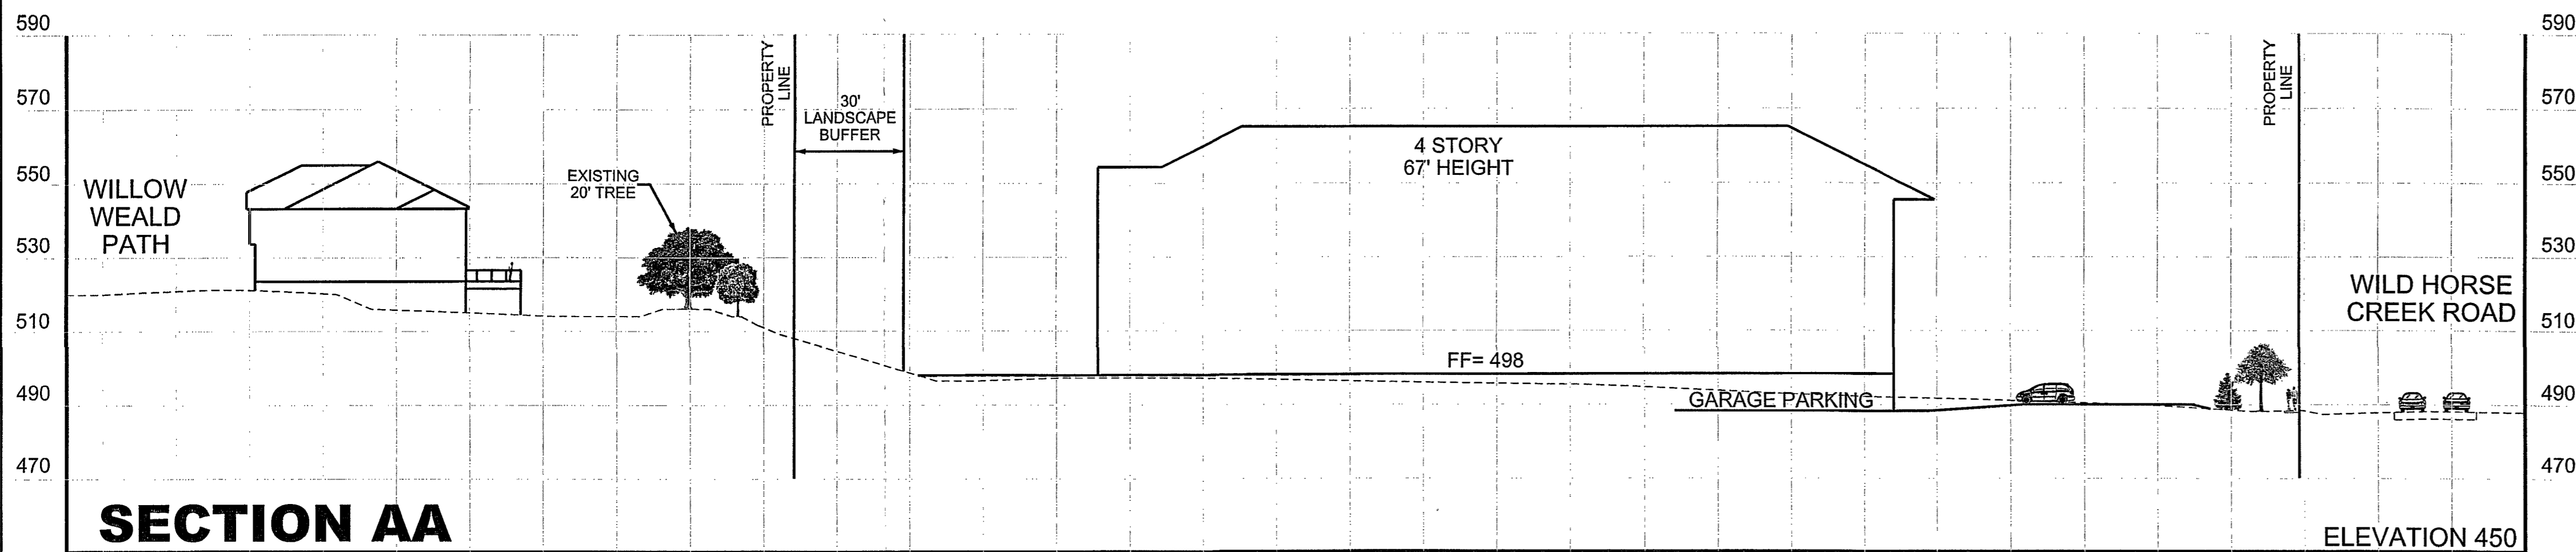 590
570
550
530
510
490
470
WILLOW
WEALD
PATH
EXISTING
20' TREE
PROPERTY
LINE
30'
LANDSCAPE
BUFFER
4 STORY
67' HEIGHT
FF= 498
GARAGE PARKING
PROPERTY
LINE
WILD HORSE
CREEK ROAD
590
570
550
530
510
490
470
SECTION AA
ELEVATION 450